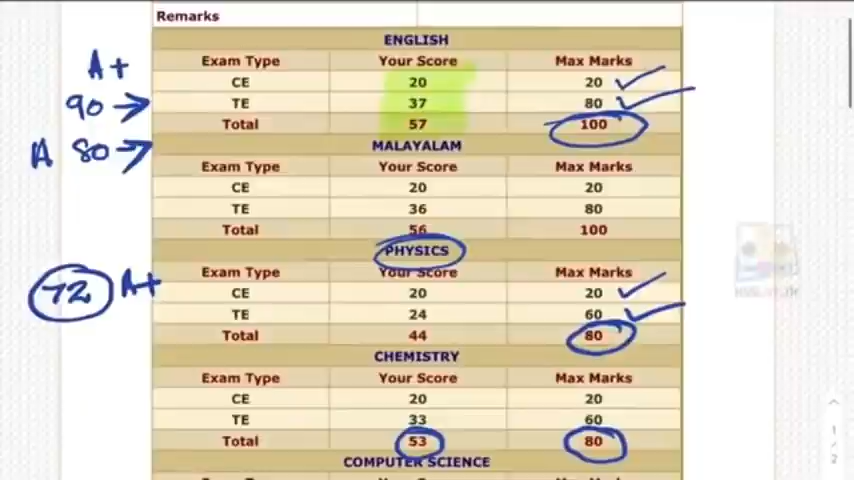 Remarks
ENGLISH
Exam Type Your Score Max Marks
A+
CE 20 20
90 → TE 37 80
Total 57 100
A 80 →
MALAYALAM
Exam Type Your Score Max Marks
CE 20 20
TE 36 80
Total 56 100
PHYSICS
Exam Type Your Score Max Marks
72 A+
CE 20 20
TE 24 60
Total 44 80
CHEMISTRY
Exam Type Your Score Max Marks
CE 20 20
TE 33 60
Total 53 80
COMPUTER SCIENCE
1
/
2